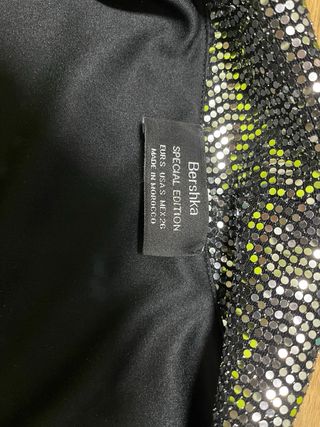 Bershka
SPECIAL EDITION
EUR S USA S MEX 26
MADE IN MOROCCO